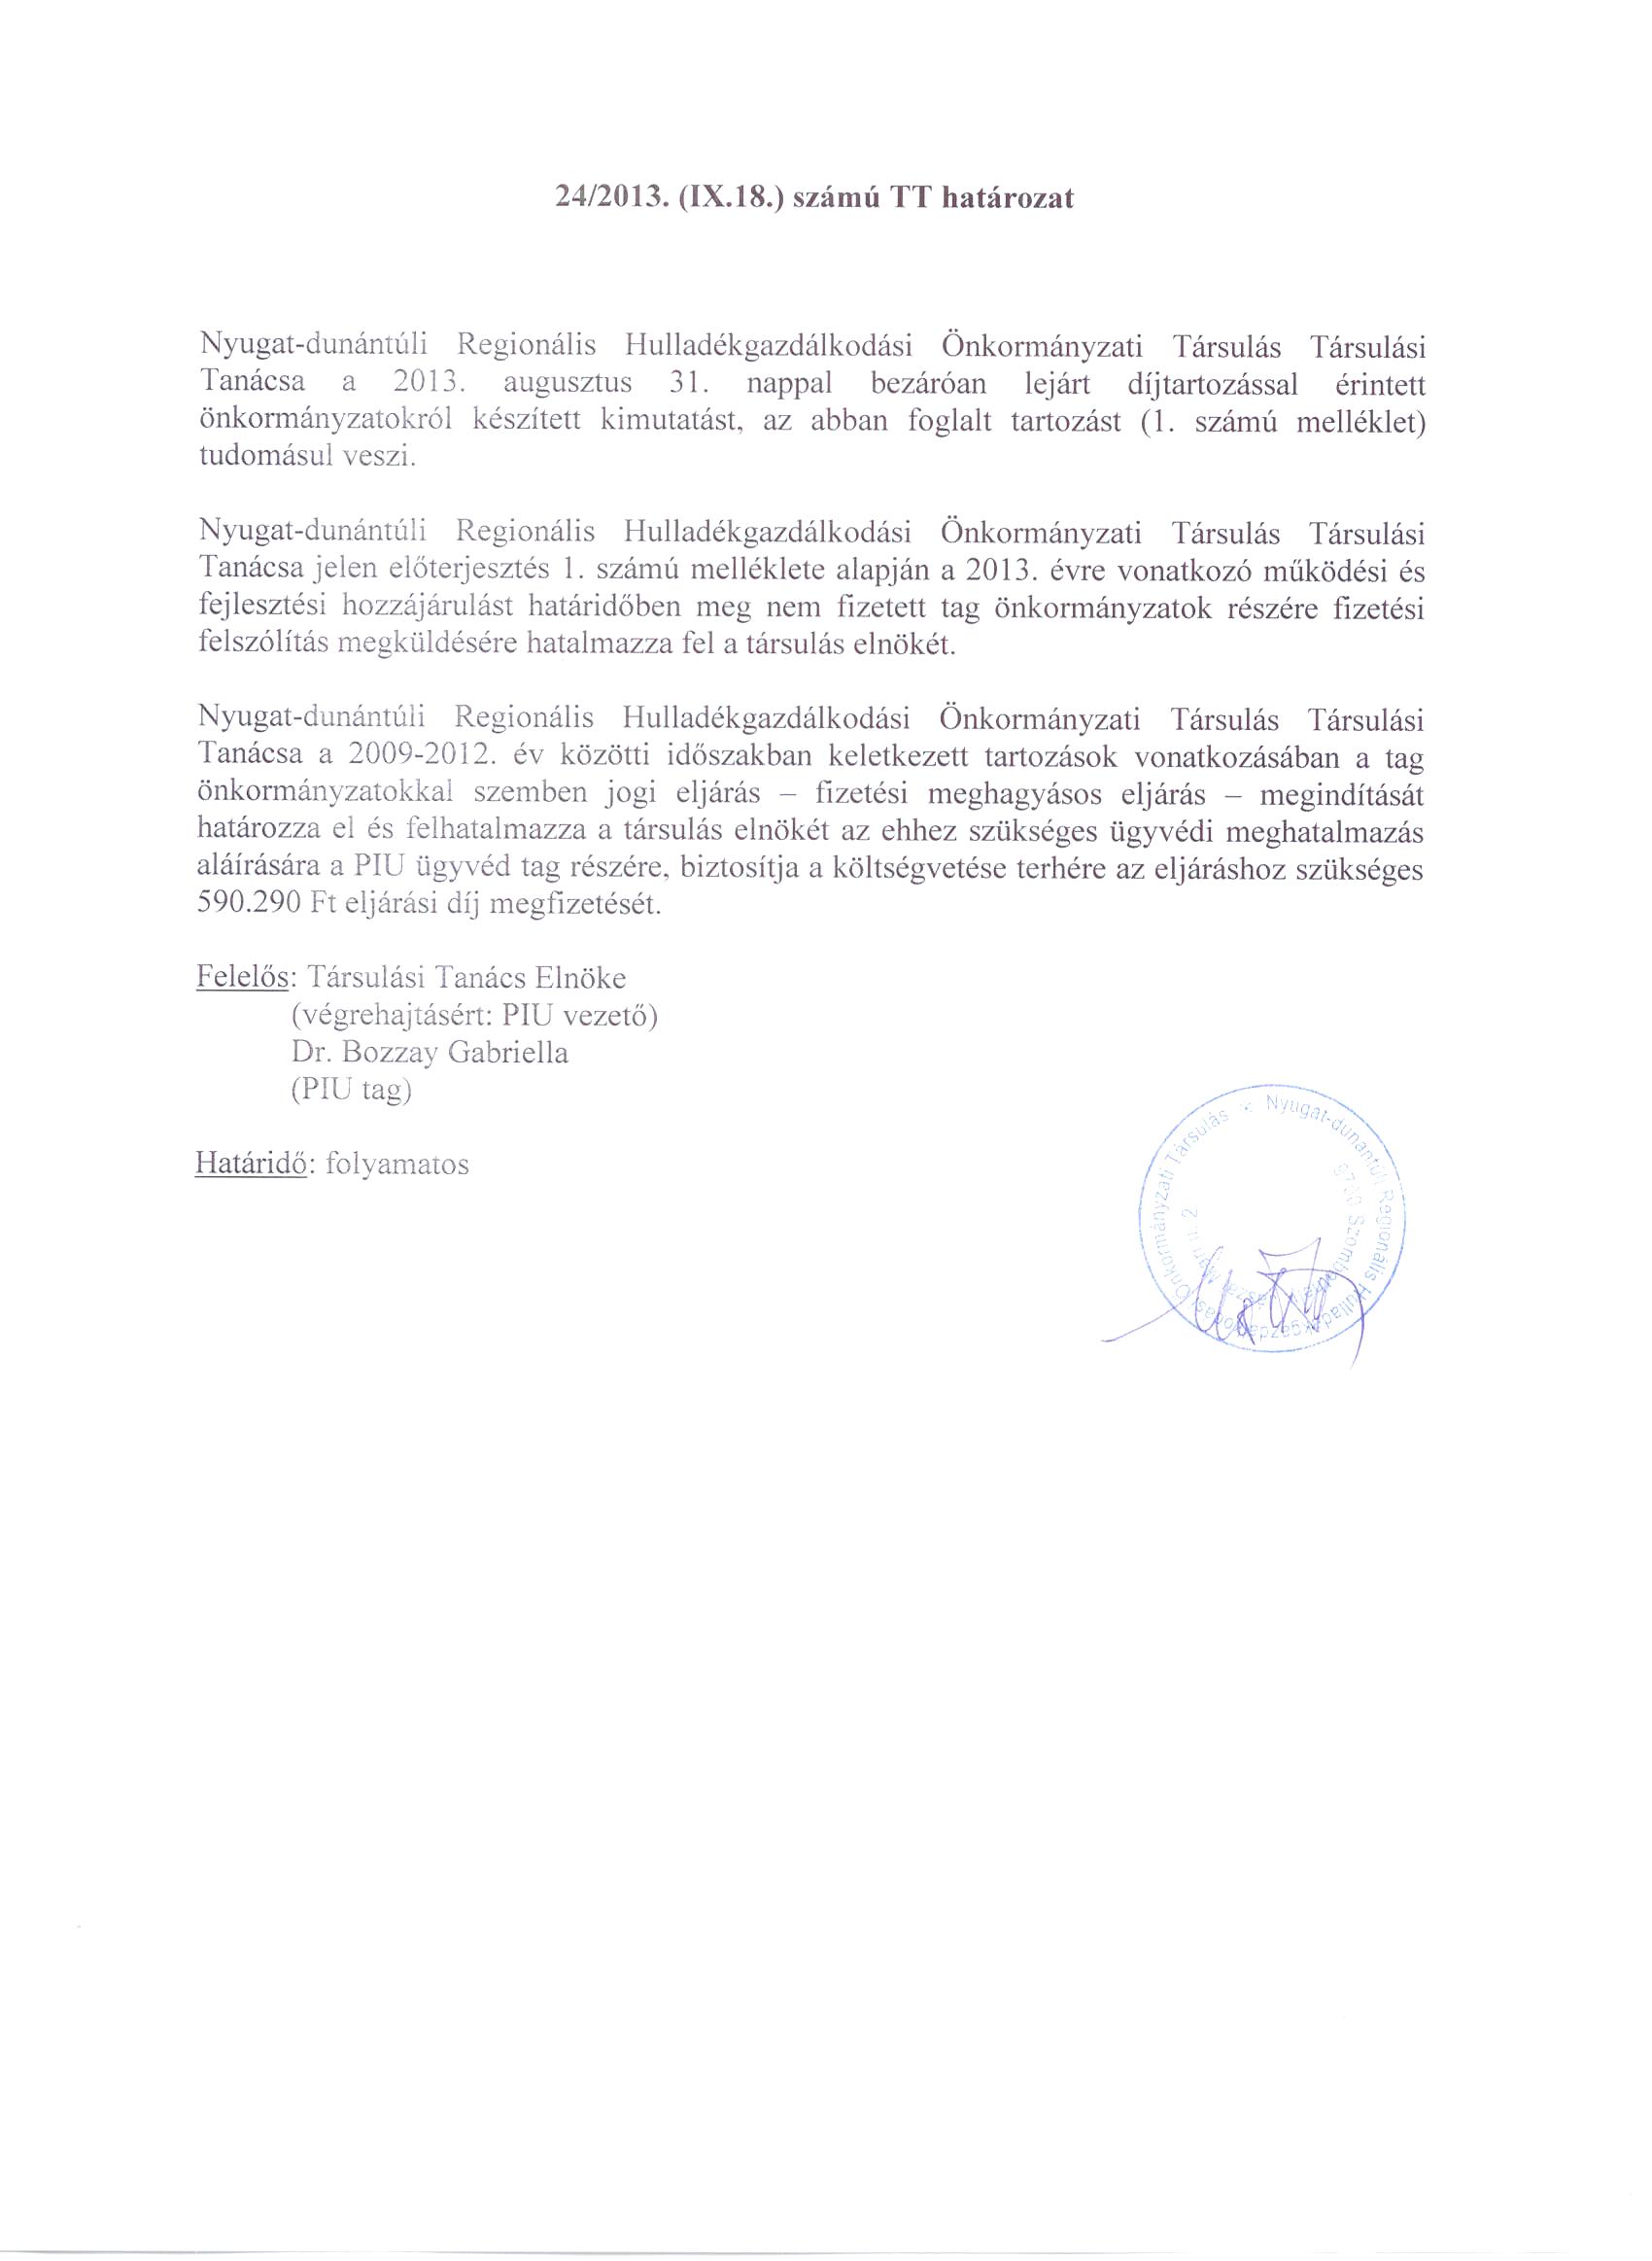 24/2013. (IX.18.) számú TT határozat
Nyugat-dunántúli Regionális Hulladékgazdálkodási Önkormányzati Társulás Társulási
Tanácsa a 2013. augusztus 31. nappal bezáróan lejárt díjtartozással érintett
önkormányzatokról készített kimutatást, az abban foglalt tartozást (1. számú melléklet)
tudomásul veszi.
Nyugat-dunántúli Regionális Hulladékgazdálkodási Önkormányzati Társulás Társulási
Tanácsa jelen előterjesztés 1. számú melléklete alapján a 2013. évre vonatkozó működési és
fejlesztési hozzájárulást határidőben meg nem fizetett tag önkormányzatok részére fizetési
felszólítás megküldésére hatalmazza fel a társulás elnökét.
Nyugat-dunántúli Regionális Hulladékgazdálkodási Önkormányzati Társulás Társulási
Tanácsa a 2009-2012. év közötti időszakban keletkezett tartozások vonatkozásában a tag
önkormányzatokkal szemben jogi eljárás – fizetési meghagyásos eljárás – megindítását
határozza el és felhatalmazza a társulás elnökét az ehhez szükséges ügyvédi meghatalmazás
aláírására a PIU ügyvéd tag részére, biztosítja a költségvetése terhére az eljáráshoz szükséges
590.290 Ft eljárási díj megfizetését.
Felelős: Társulási Tanács Elnöke
(végrehajtásért: PIU vezető)
Dr. Bozzay Gabriella
(PIU tag)
Határidő: folyamatos
Nyugat-dunántúli Regionális Hulladékgazdálkodási Önkormányzati Társulás